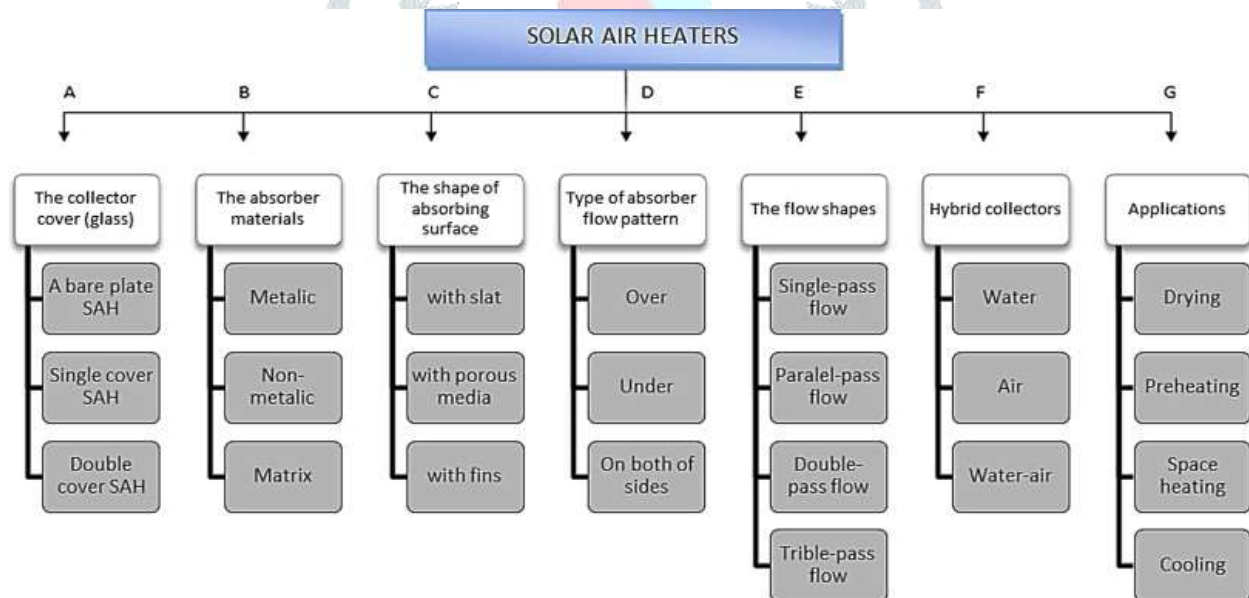 SOLAR AIR HEATERS
A
B
C
D
E
F
G
The collector
cover (glass)
A bare plate
SAH
Single cover
SAH
Double
cover SAH
The absorber
materials
Metalic
Non-
metalic
Matrix
The shape of
absorbing
surface
with slat
with porous
media
with fins
Type of absorber
flow pattern
Over
Under
On both of
sides
The flow shapes
Single-pass
flow
Paralel-pass
flow
Double-
pass flow
Trible-pass
flow
Hybrid collectors
Water
Air
Water-air
Applications
Drying
Preheating
Space
heating
Cooling